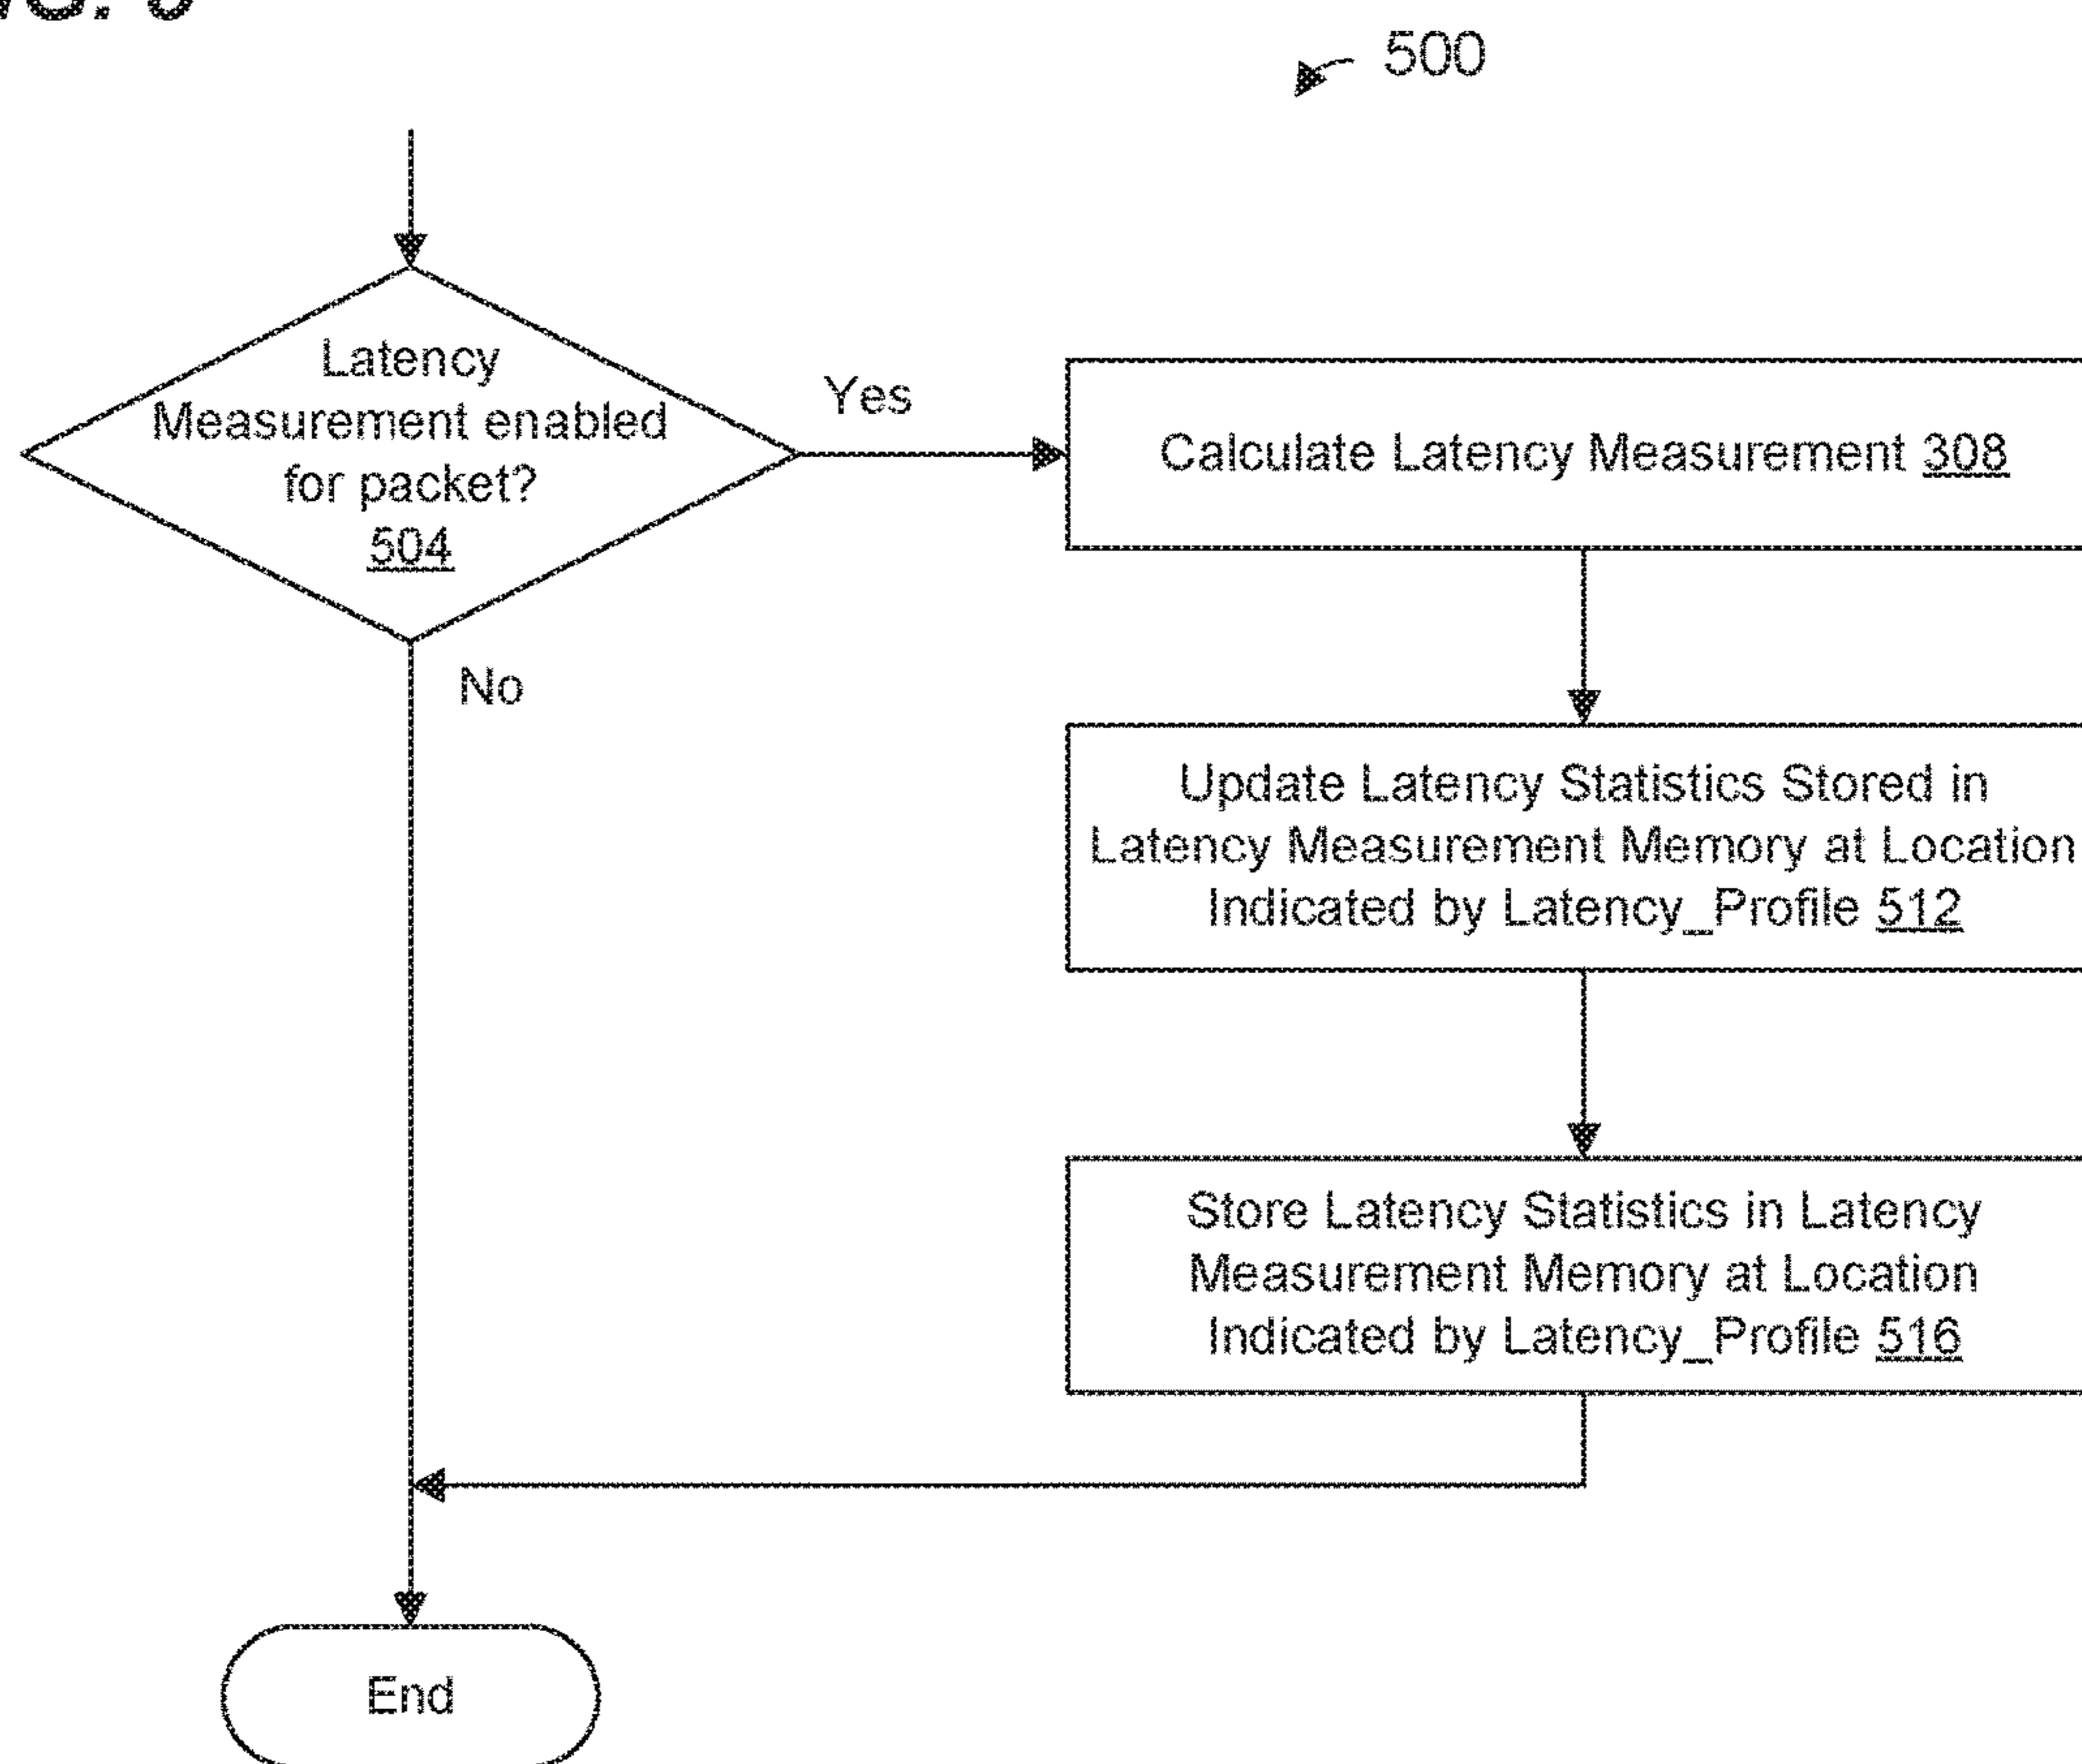 500
Latency
Measurement enabled
for packet?
504
Yes
No
Calculate Latency Measurement 308
Update Latency Statistics Stored in
Latency Measurement Memory at Location
Indicated by Latency_Profile 512
Store Latency Statistics in Latency
Measurement Memory at Location
Indicated by Latency_Profile 516
End